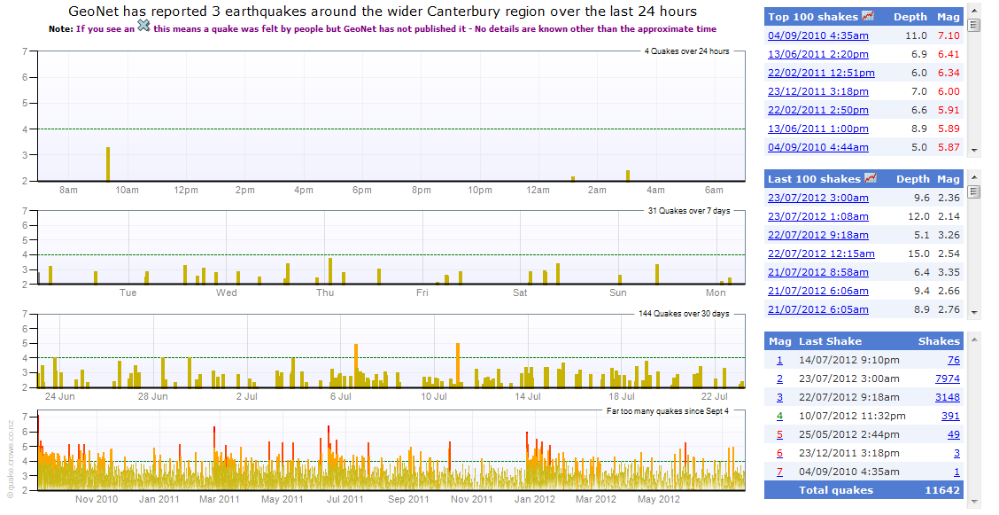 GeoNet has reported 3 earthquakes around the wider Canterbury region over the last 24 hours
Note: If you see an this means a quake was felt by people but GeoNet has not published it - No details are known other than the approximate time
4 Quakes over 24 hours
7
6
5
4
3
2
8am 10am 12pm 2pm 4pm 6pm 8pm 10pm 12am 2am 4am 6am
31 Quakes over 7 days
7
6
5
4
3
2
Tue Wed Thu Fri Sat Sun Mon
144 Quakes over 30 days
7
6
5
4
3
2
24 Jun 28 Jun 2 Jul 6 Jul 10 Jul 14 Jul 18 Jul 22 Jul
Far too many quakes since Sept 4
7
6
5
4
3
2
Nov 2010 Jan 2011 Mar 2011 May 2011 Jul 2011 Sep 2011 Nov 2011 Jan 2012 Mar 2012 May 2012
© quake.crowe.co.nz
Top 100 shakes Depth Mag
04/09/2010 4:35am 11.0 7.10
13/06/2011 2:20pm 6.9 6.41
22/02/2011 12:51pm 6.0 6.34
23/12/2011 3:18pm 7.0 6.00
22/02/2011 2:50pm 6.6 5.91
13/06/2011 1:00pm 8.9 5.89
04/09/2010 4:44am 5.0 5.87
Last 100 shakes Depth Mag
23/07/2012 3:00am 9.6 2.36
23/07/2012 1:08am 12.0 2.14
22/07/2012 9:18am 5.1 3.26
22/07/2012 12:15am 15.0 2.54
21/07/2012 8:58am 6.4 3.35
21/07/2012 6:06am 9.4 2.66
21/07/2012 6:05am 8.9 2.76
Mag Last Shake Shakes
1 14/07/2012 9:10pm 76
2 23/07/2012 3:00am 7974
3 22/07/2012 9:18am 3148
4 10/07/2012 11:32pm 391
5 25/05/2012 2:44pm 49
6 23/12/2011 3:18pm 3
7 04/09/2010 4:35am 1
Total quakes 11642